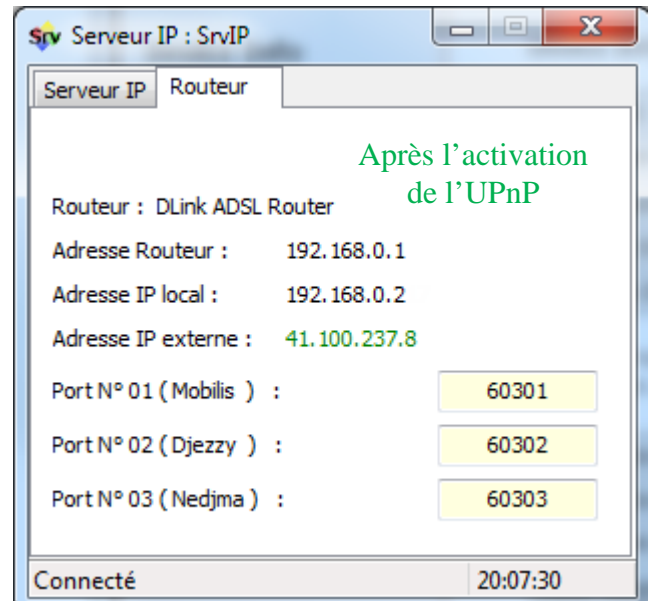 Srv Serveur IP : SrvIP
Serveur IP Routeur
Après l’activation
de l’UPnP
Routeur : DLink ADSL Router
Adresse Routeur : 192.168.0.1
Adresse IP local : 192.168.0.2
Adresse IP externe : 41.100.237.8
Port N° 01 ( Mobilis ) : 60301
Port N° 02 ( Djezzy ) : 60302
Port N° 03 ( Nedjma ) : 60303
Connecté 20:07:30